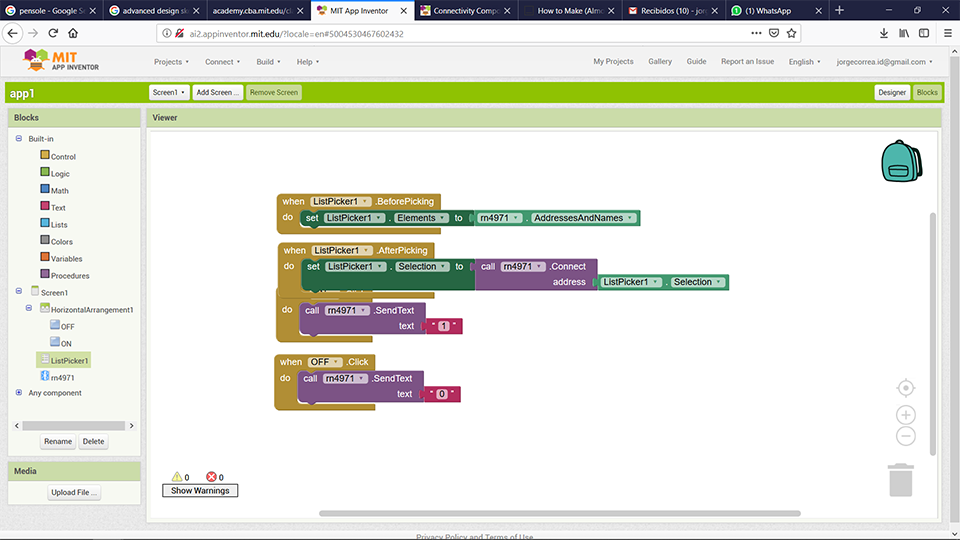 pensole - Google S
advanced design sk
academy.cba.mit.edu/cl
MIT App Inventor
Connectivity Compo
How to Make (Almo
Recibidos (10) - jor
(1) WhatsApp
ai2.appinventor.mit.edu/?locale=en#5004530467602432
MIT
APP INVENTOR
Projects
Connect
Build
Help
My Projects
Gallery
Guide
Report an Issue
English
jorgecorrea.id@gmail.com
app1
Screen1
Add Screen ...
Remove Screen
Designer
Blocks
Blocks
Viewer
Built-in
Control
Logic
Math
Text
Lists
Colors
Variables
Procedures
Screen1
HorizontalArrangement1
OFF
ON
ListPicker1
rn4971
Any component
Rename
Delete
Media
Upload File ...
when ListPicker1 .BeforePicking
do set ListPicker1 . Elements to rn4971 . AddressesAndNames
when ListPicker1 .AfterPicking
do set ListPicker1 . Selection to call rn4971 .Connect
address ListPicker1 . Selection
do call rn4971 .SendText
text " 1 "
when OFF .Click
do call rn4971 .SendText
text " 0 "
0 0
Show Warnings
Privacy Policy and Terms of Use